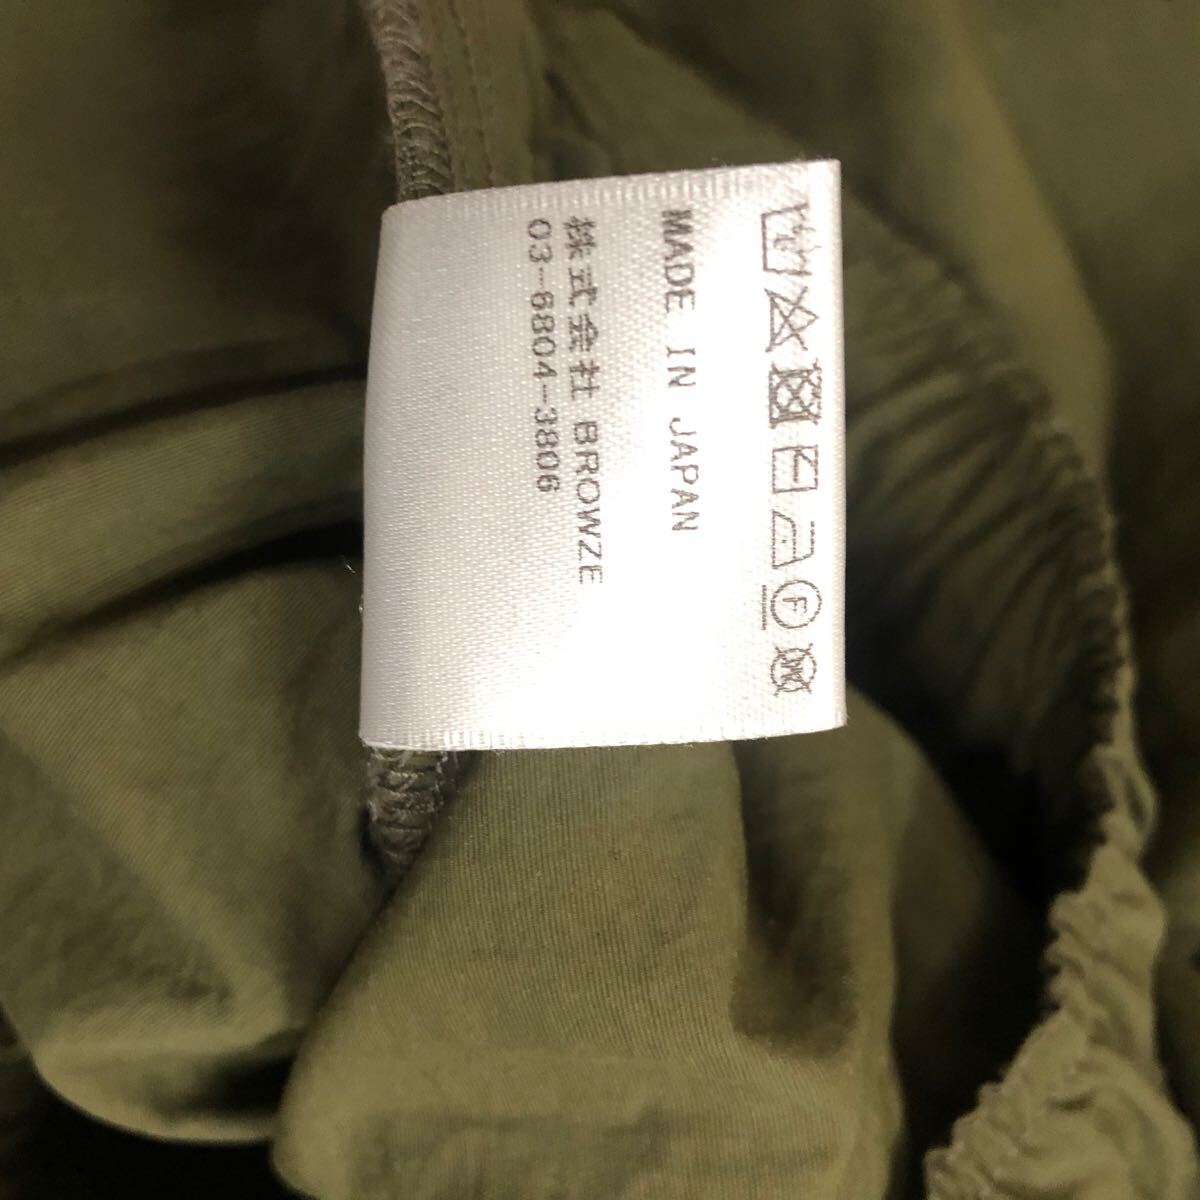 MADE IN JAPAN
株式会社 BROWZE
03-6804-3806